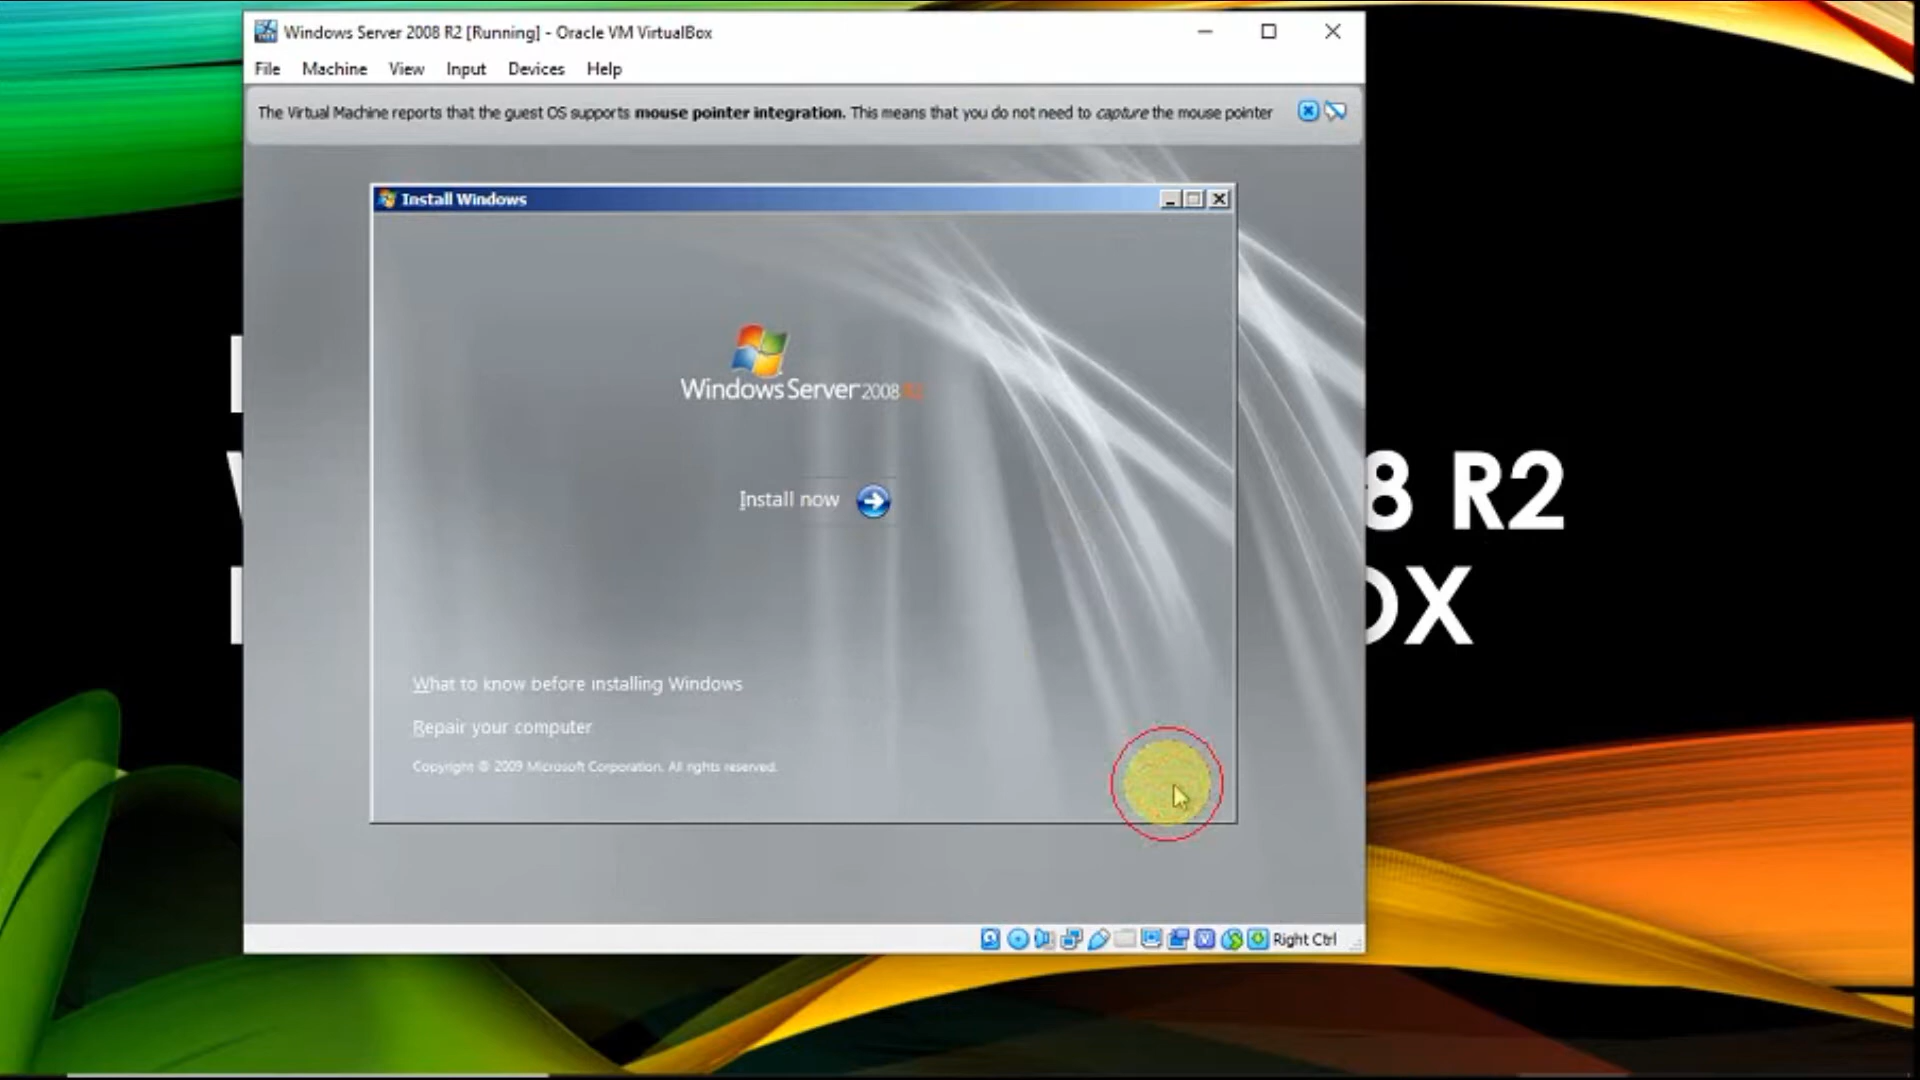 Windows Server 2008 R2 [Running] - Oracle VM VirtualBox
File Machine View Input Devices Help
The Virtual Machine reports that the guest OS supports mouse pointer integration. This means that you do not need to capture the mouse pointer
Install Windows
Windows Server 2008 R2
Install now
8 R2
OX
What to know before installing Windows
Repair your computer
Copyright © 2009 Microsoft Corporation. All rights reserved.
Right Ctrl